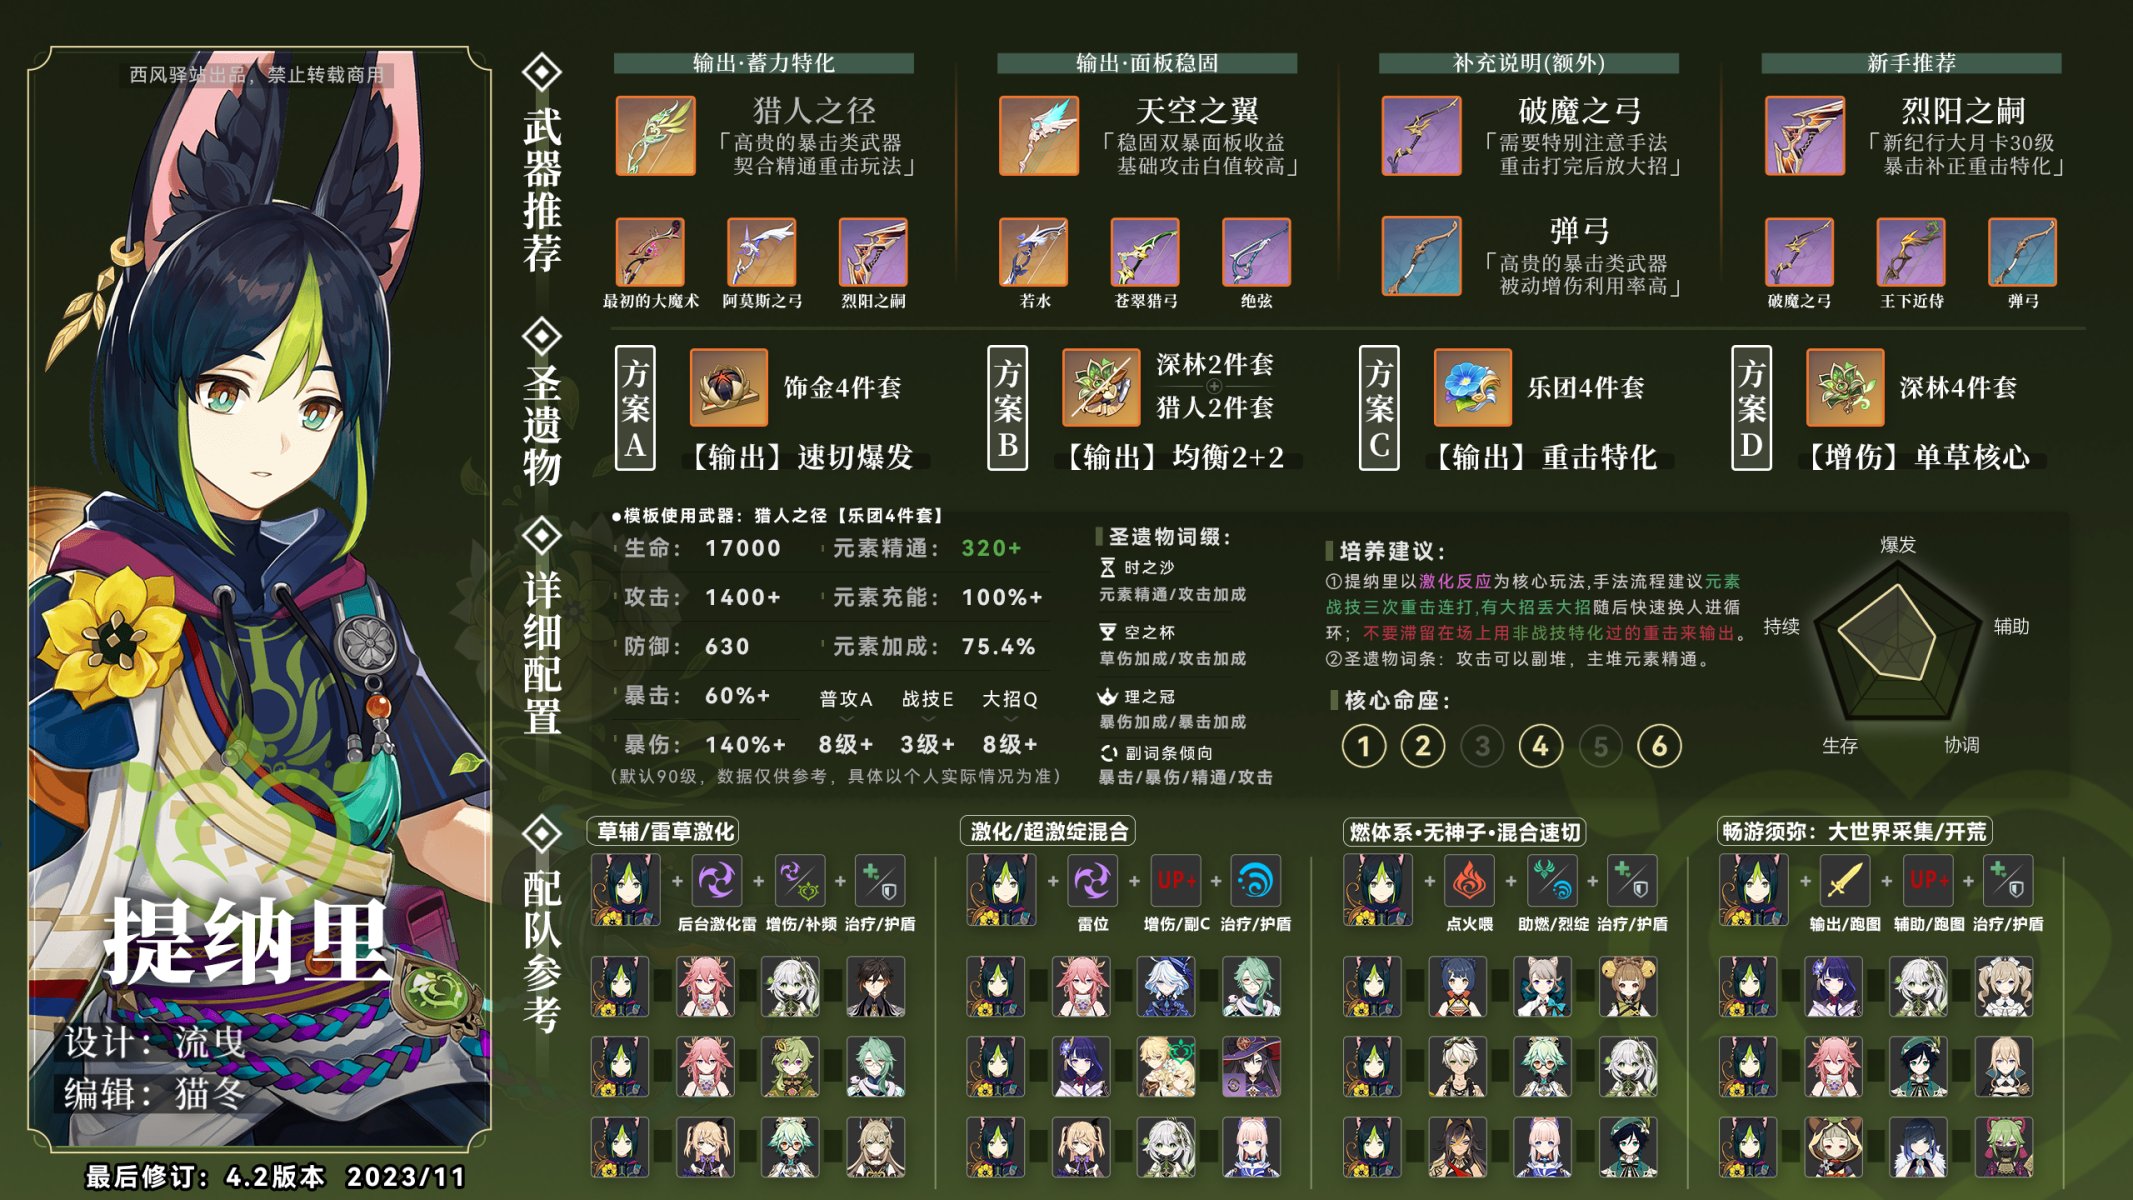 西风驿站出品，禁止转载商用
提纳里
设计：流曳
编辑：猫冬
最后修订：4.2版本 2023/11
武器推荐
输出·蓄力特化
猎人之径
「高贵的暴击类武器
契合精通重击玩法」
最初的大魔术
阿莫斯之弓
烈阳之嗣
输出·面板稳固
天空之翼
「稳固双暴面板收益
基础攻击白值较高」
若水
苍翠猎弓
绝弦
补充说明(额外)
破魔之弓
「需要特别注意手法
重击打完后放大招」
弹弓
「高贵的暴击类武器
被动增伤利用率高」
新手推荐
烈阳之嗣
「新纪行大月卡30级
暴击补正重击特化」
破魔之弓
王下近侍
弹弓
圣遗物
方案A
饰金4件套
【输出】速切爆发
方案B
深林2件套
猎人2件套
【输出】均衡2+2
方案C
乐团4件套
【输出】重击特化
方案D
深林4件套
【增伤】单草核心
详细配置
●模板使用武器：猎人之径【乐团4件套】
生命： 17000 元素精通： 320+
攻击： 1400+ 元素充能： 100%+
防御： 630 元素加成： 75.4%
暴击： 60%+ 普攻A 战技E 大招Q
暴伤： 140%+ 8级+ 3级+ 8级+
(默认90级，数据仅供参考，具体以个人实际情况为准)
圣遗物词缀：
时之沙
元素精通/攻击加成
空之杯
草伤加成/攻击加成
理之冠
暴伤加成/暴击加成
副词条倾向
暴击/暴伤/精通/攻击
培养建议：
①提纳里以激化反应为核心玩法,手法流程建议元素
战技三次重击连打,有大招丢大招随后快速换人进循
环；不要滞留在场上用非战技特化过的重击来输出。
②圣遗物词条：攻击可以副堆，主堆元素精通。
核心命座：
1 2 3 4 5 6
爆发
辅助
协调
生存
持续
配队参考
草辅/雷草激化
+ + +
后台激化雷 增伤/补频 治疗/护盾
激化/超激绽混合
+ + UP+ +
雷位 增伤/副C 治疗/护盾
燃体系·无神子·混合速切
+ + +
点火喂 助燃/烈绽 治疗/护盾
畅游须弥：大世界采集/开荒
+ + UP+ +
输出/跑图 辅助/跑图 治疗/护盾